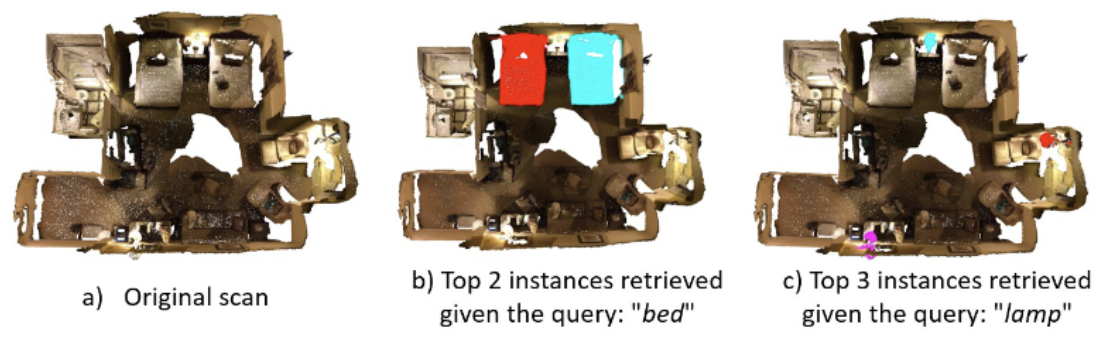 a) Original scan
b) Top 2 instances retrieved
given the query: "bed"
c) Top 3 instances retrieved
given the query: "lamp"